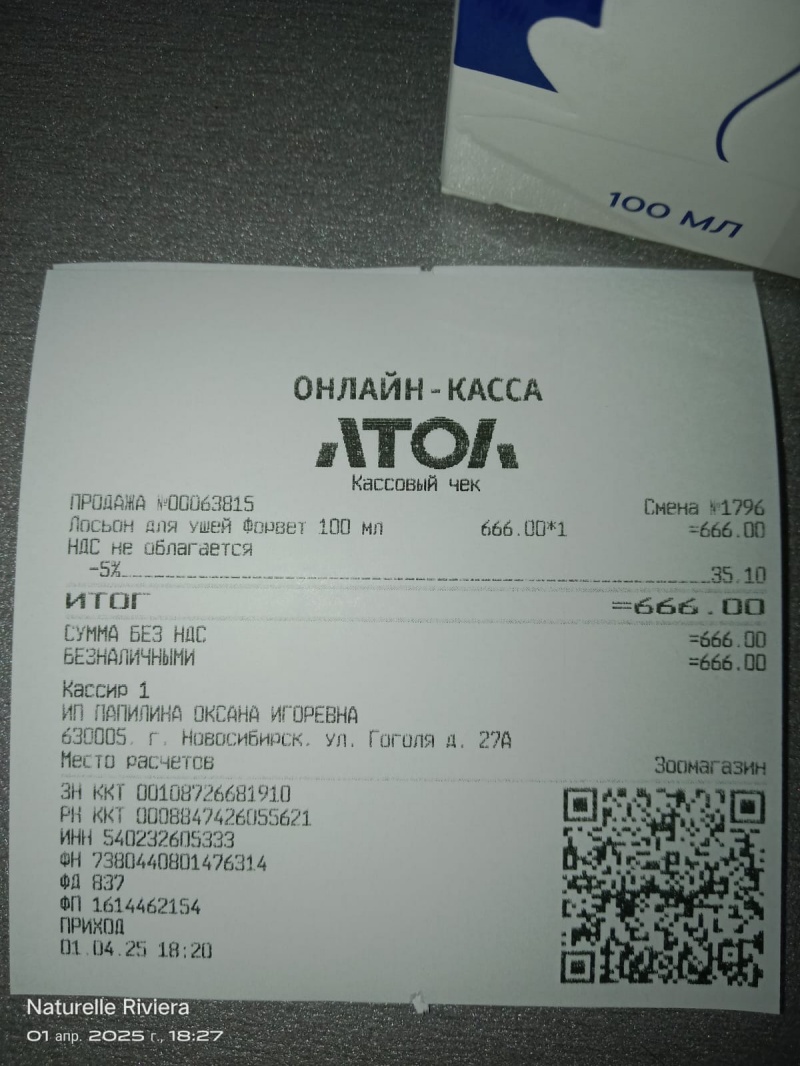 100 МЛ
ОНЛАЙН-КАССА
АТОЛ
Кассовый чек
ПРОДАЖА №00063815 Смена №1796
Лосьон для ушей Форвет 100 мл 666.00*1 =666.00
НДС не облагается
-5% 35.10
ИТОГ =666.00
СУММА БЕЗ НДС =666.00
БЕЗНАЛИЧНЫМИ =666.00
Кассир 1
ИП ПАПИЛИНА ОКСАНА ИГОРЕВНА
630005, г. Новосибирск, ул. Гоголя д. 27А
Место расчетов Зоомагазин
ЗН ККТ 00108726681910
РН ККТ 0008847426055621
ИНН 540232605333
ФН 7380440801476314
ФД 837
ФП 1614462154
ПРИХОД
01.04.25 18:20
Naturelle Riviera
01 апр. 2025 г., 18:27